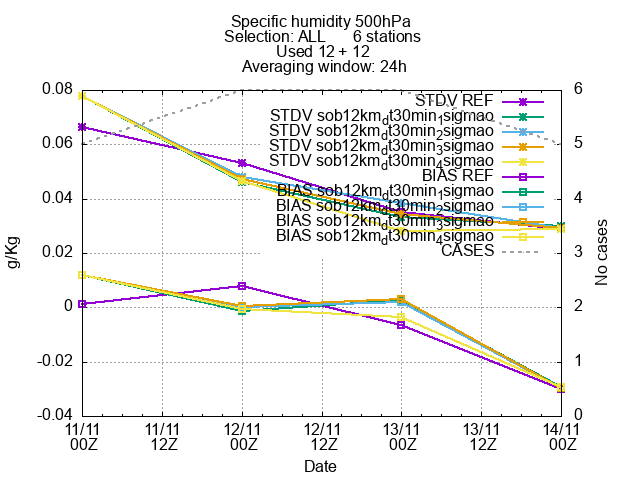 Specific humidity 500hPa
Selection: ALL 6 stations
Used 12 + 12
Averaging window: 24h
0.08
0.06
0.04
0.02
0
-0.02
-0.04
g/Kg
STDV REF
STDV sob12km_dt30min_1sigmao
STDV sob12km_dt30min_2sigmao
STDV sob12km_dt30min_3sigmao
STDV sob12km_dt30min_4sigmao
BIAS REF
BIAS sob12km_dt30min_1sigmao
BIAS sob12km_dt30min_2sigmao
BIAS sob12km_dt30min_3sigmao
BIAS sob12km_dt30min_4sigmao
CASES
6
5
4
3
2
1
0
No cases
11/11 11/11 12/11 12/11 13/11 13/11 14/11
00Z 12Z 00Z 12Z 00Z 12Z 00Z
Date